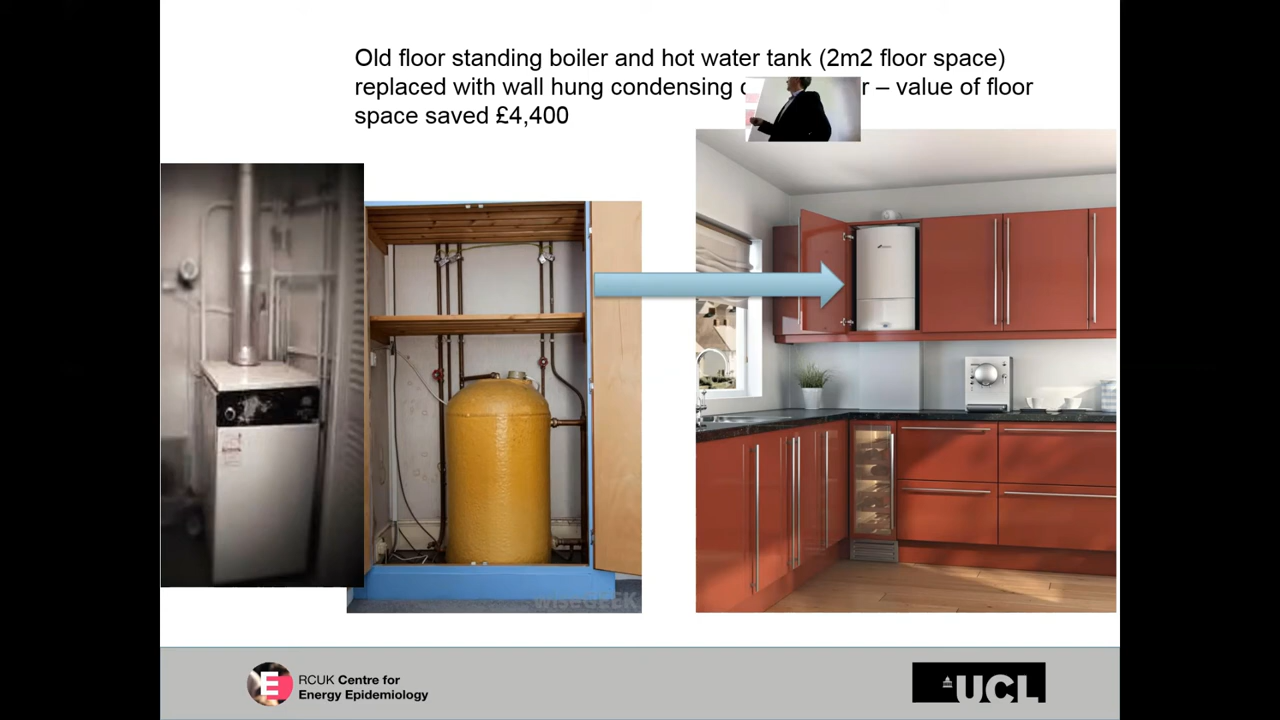 Old floor standing boiler and hot water tank (2m2 floor space)
replaced with wall hung condensing – value of floor
space saved £4,400
wiseGEEK
E
RCUK Centre for
Energy Epidemiology
UCL